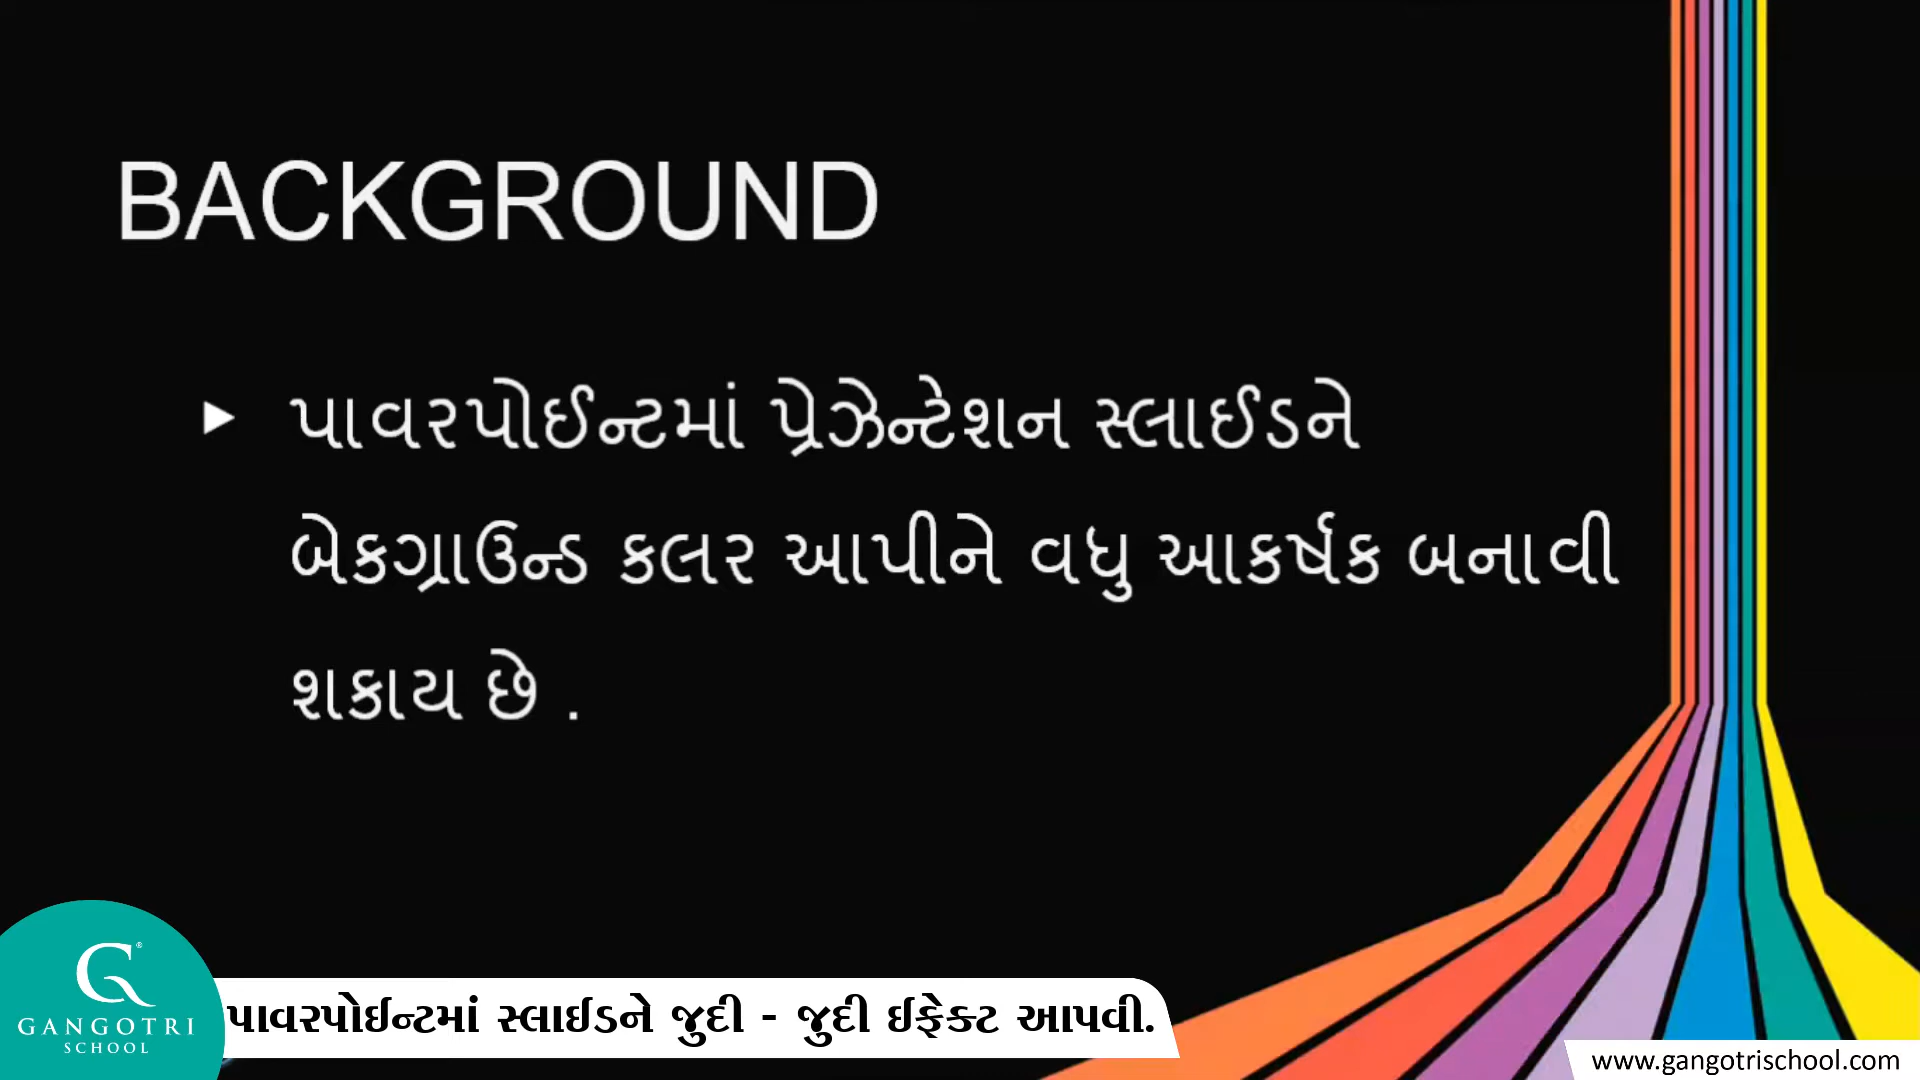 BACKGROUND
પાવરપોઈન્ટમાં પ્રેઝેન્ટેશન સ્લાઈડને
બેકગ્રાઉન્ડ કલર આપીને વધુ આકર્ષક બનાવી
શકાય છે .
GANGOTRI
SCHOOL
પાવરપોઈન્ટમાં સ્લાઈડને જુદી - જુદી ઈફેક્ટ આપવી.
www.gangotrischool.com